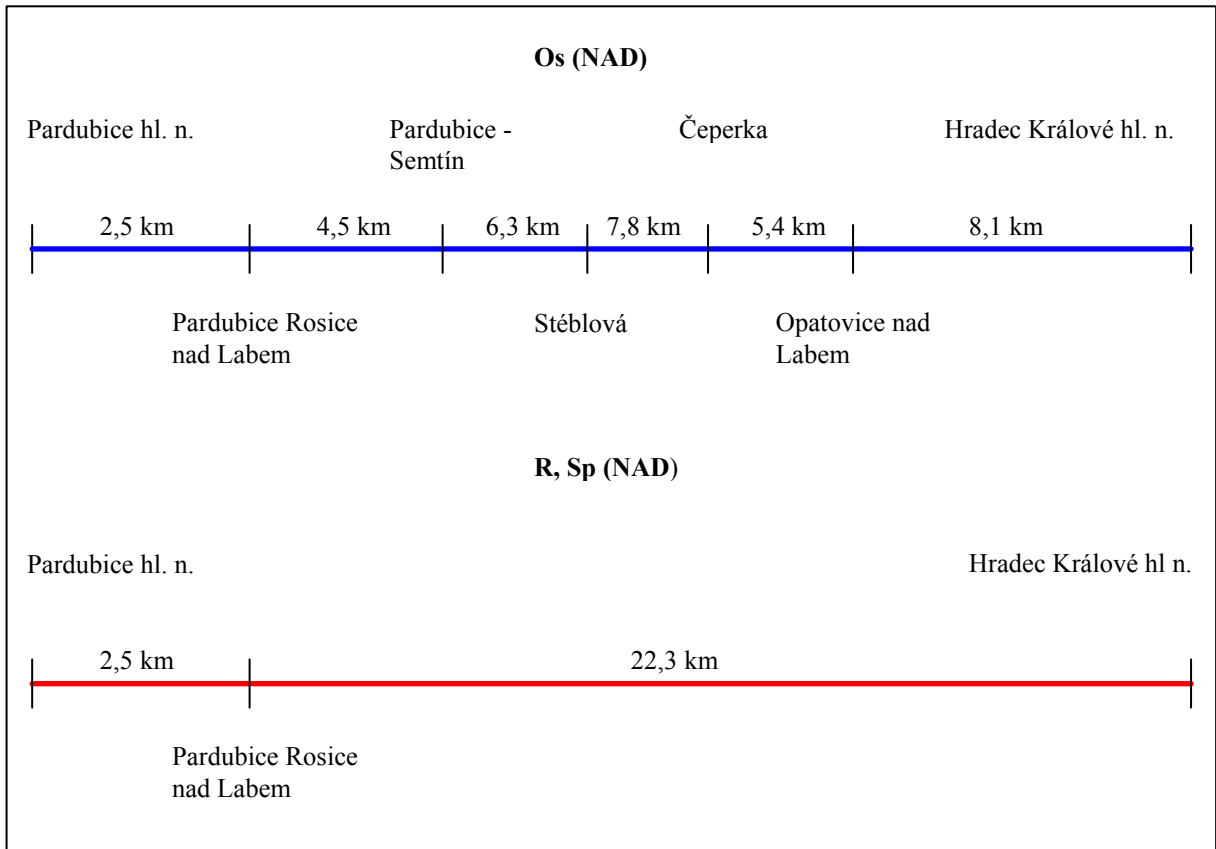 Os (NAD)
Pardubice hl. n.
Pardubice -
Semtín
Čeperka
Hradec Králové hl. n.
2,5 km
4,5 km
6,3 km
7,8 km
5,4 km
8,1 km
Pardubice Rosice
nad Labem
Stéblová
Opatovice nad
Labem
R, Sp (NAD)
Pardubice hl. n.
Hradec Králové hl n.
2,5 km
22,3 km
Pardubice Rosice
nad Labem